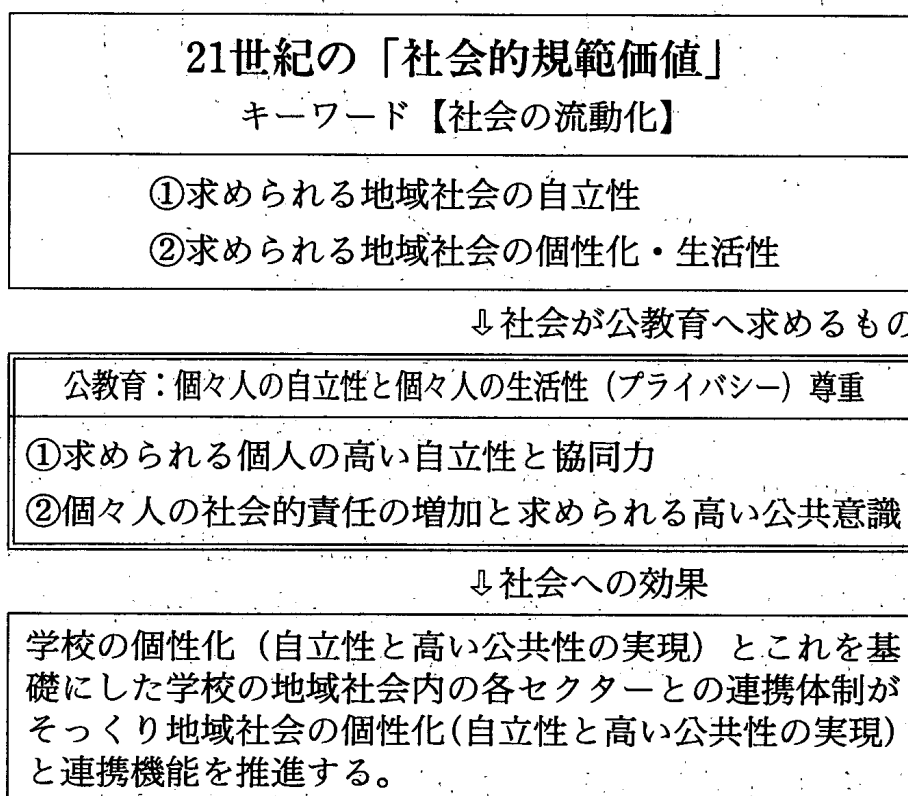 21世紀の「社会的規範価値」
キーワード【社会の流動化】
①求められる地域社会の自立性
②求められる地域社会の個性化・生活性
⇩社会が公教育へ求めるもの
公教育：個々人の自立性と個々人の生活性（プライバシー）尊重
①求められる個人の高い自立性と協同力
②個々人の社会的責任の増加と求められる高い公共意識
⇩社会への効果
学校の個性化（自立性と高い公共性の実現）とこれを基
礎にした学校の地域社会内の各セクターとの連携体制が
そっくり地域社会の個性化(自立性と高い公共性の実現)
と連携機能を推進する。